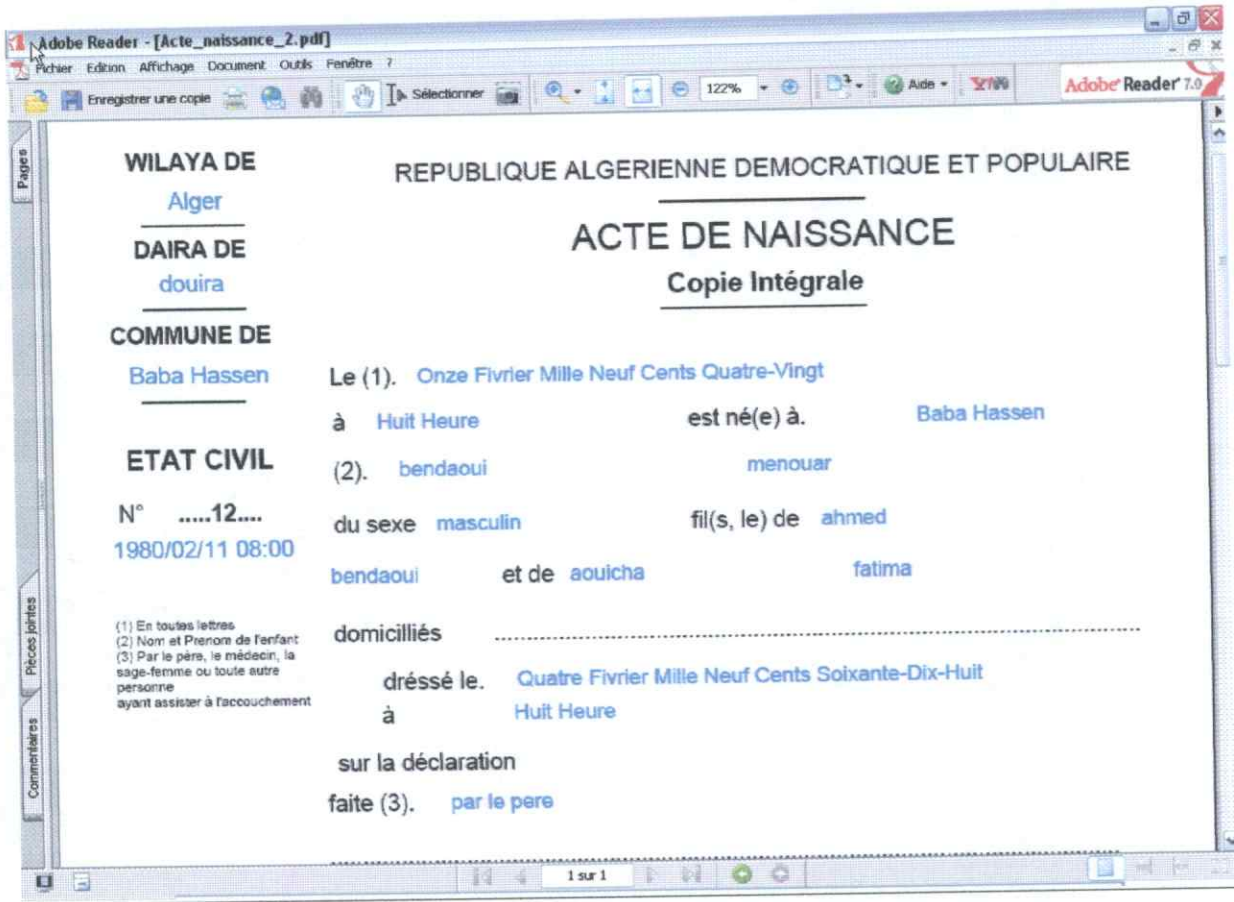 Adobe Reader - [Acte_naissance_2.pdf]
Fichier Edition Affichage Document Outils Fenêtre ?
Enregistrer une copie Sélectionner 122% Aide Adobe Reader 7.0
Pages
Pièces jointes
Commentaires
WILAYA DE
Alger
DAIRA DE
douira
COMMUNE DE
Baba Hassen
ETAT CIVIL
N° .....12....
1980/02/11 08:00
(1) En toutes lettres
(2) Nom et Prenom de l'enfant
(3) Par le père, le médecin, la
sage-femme ou toute autre
personne
ayant assister à l'accouchement
REPUBLIQUE ALGERIENNE DEMOCRATIQUE ET POPULAIRE
ACTE DE NAISSANCE
Copie Intégrale
Le (1). Onze Fivrier Mille Neuf Cents Quatre-Vingt
à Huit Heure est né(e) à. Baba Hassen
(2). bendaoui menouar
du sexe masculin fil(s, le) de ahmed
bendaoui et de aouicha fatima
domicilliés
dréssé le. Quatre Fivrier Mille Neuf Cents Soixante-Dix-Huit
à Huit Heure
sur la déclaration
faite (3). par le pere
1 sur 1